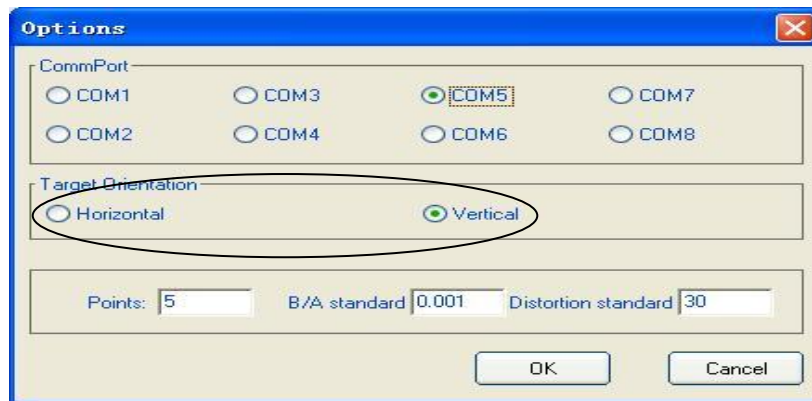 Options
CommPort
COM1 COM3 COM5 COM7
COM2 COM4 COM6 COM8
Target Orientation
Horizontal Vertical
Points: 5 B/A standard 0.001 Distortion standard 30
OK Cancel